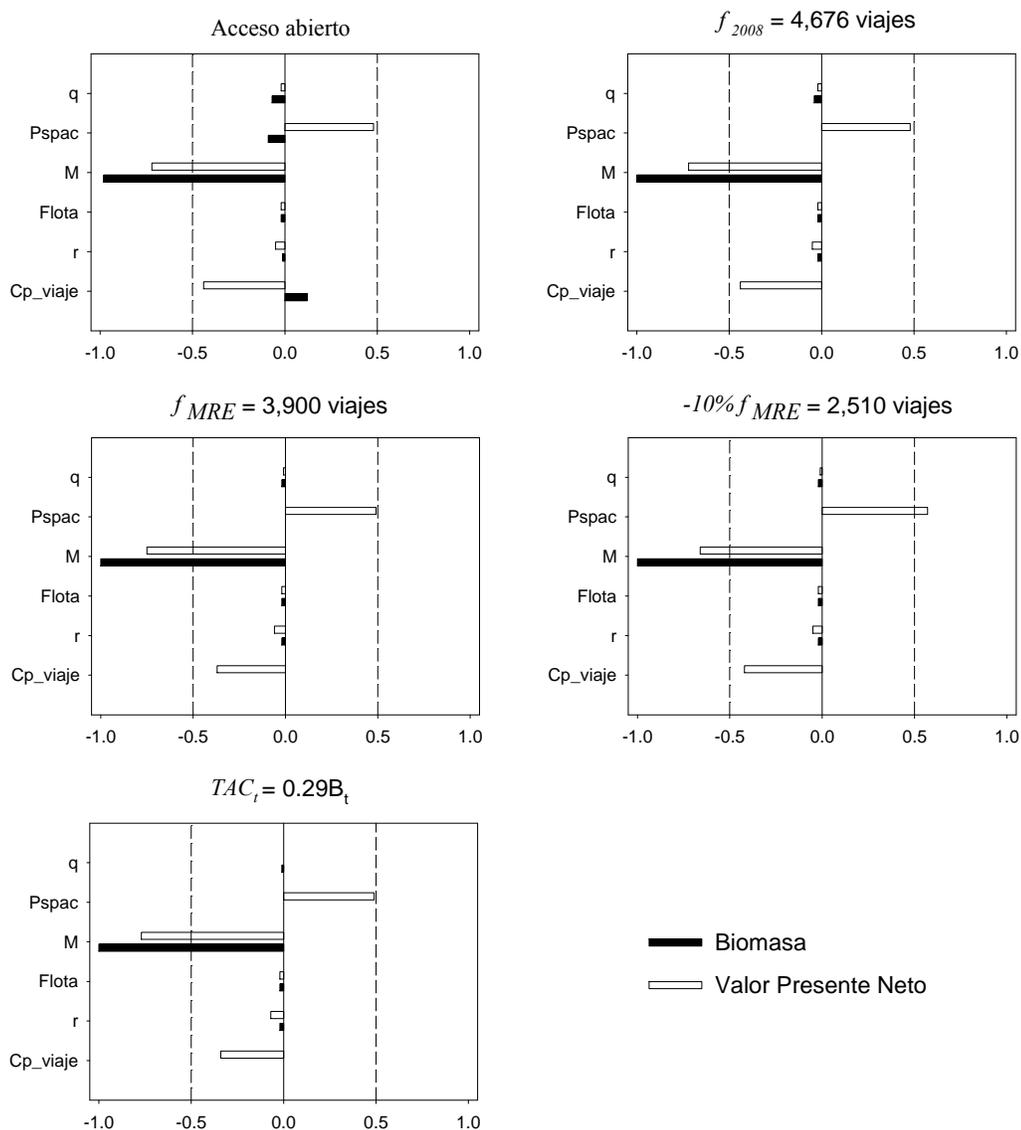 Acceso abierto
q
Pspac
M
Flota
r
Cp_viaje
-1.0 -0.5 0.0 0.5 1.0
f 2008 = 4,676 viajes
q
Pspac
M
Flota
r
Cp_viaje
-1.0 -0.5 0.0 0.5 1.0
f MRE = 3,900 viajes
q
Pspac
M
Flota
r
Cp_viaje
-1.0 -0.5 0.0 0.5 1.0
-10% f MRE = 2,510 viajes
q
Pspac
M
Flota
r
Cp_viaje
-1.0 -0.5 0.0 0.5 1.0
TACt = 0.29Bt
q
Pspac
M
Flota
r
Cp_viaje
-1.0 -0.5 0.0 0.5 1.0
Biomasa
Valor Presente Neto